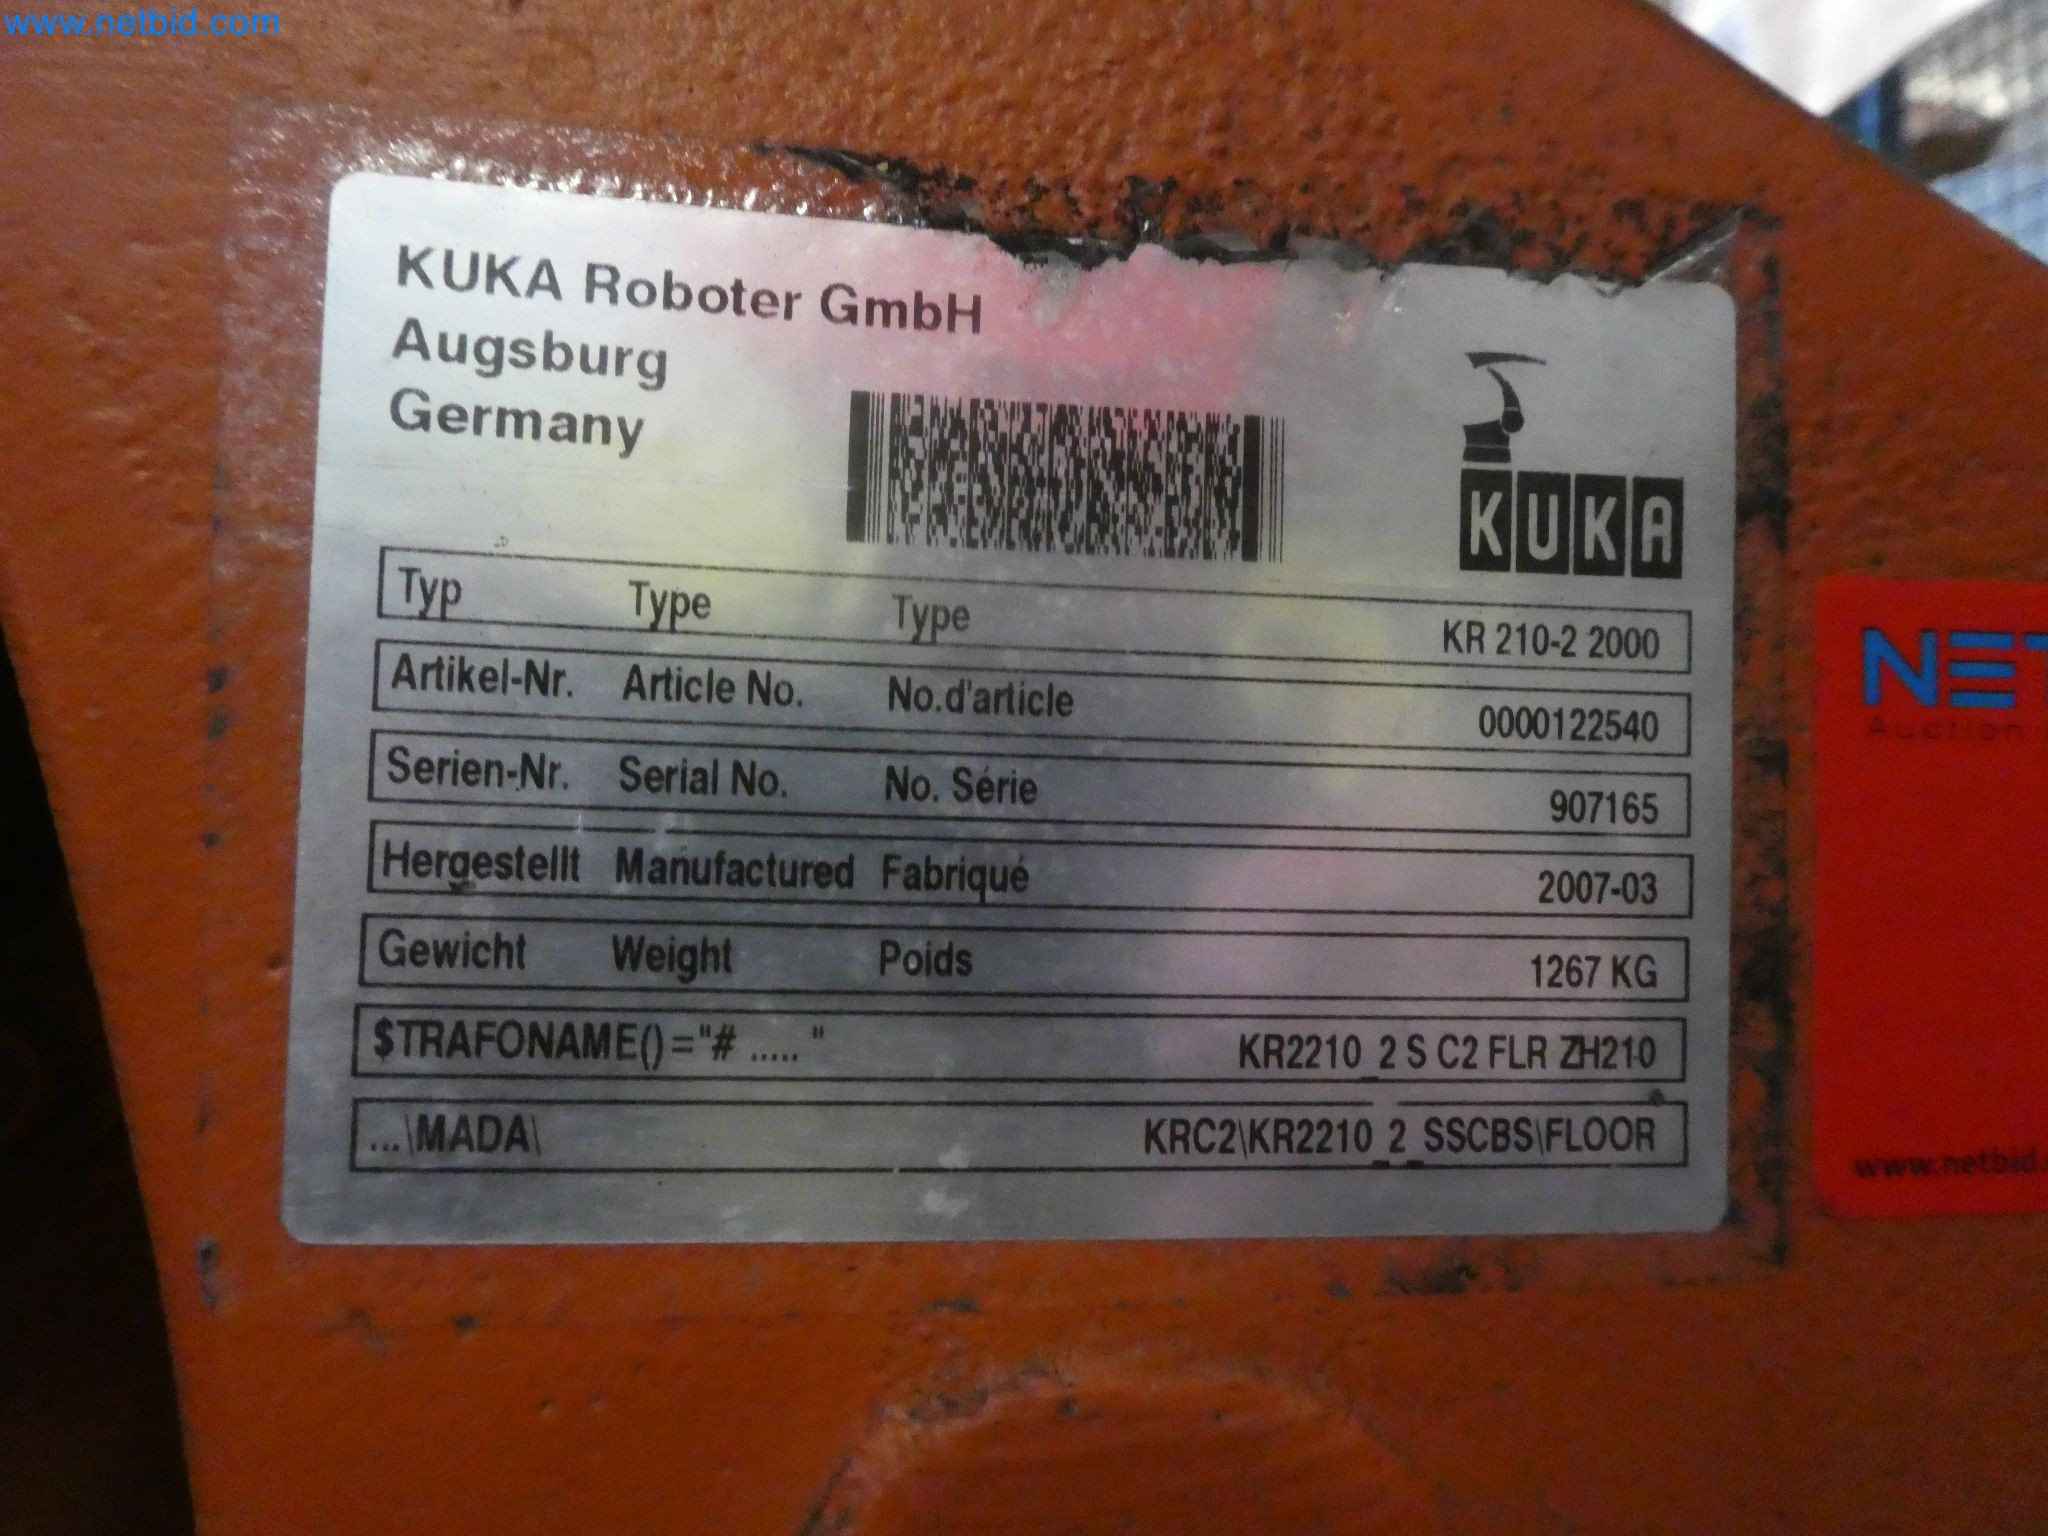 www.netbid.com
KUKA Roboter GmbH
Augsburg
Germany
KUKA
Typ Type Type KR 210-2 2000
Artikel-Nr. Article No. No.d'article 0000122540
Serien-Nr. Serial No. No. Série 907165
Hergestellt Manufactured Fabriqué 2007-03
Gewicht Weight Poids 1267 KG
$TRAFONAME()="# ..... " KR2210_2 S C2 FLR ZH210
...\MADA\ KRC2\KR2210_2_SSCBS\FLOOR
NET
Auction
www.netbid.